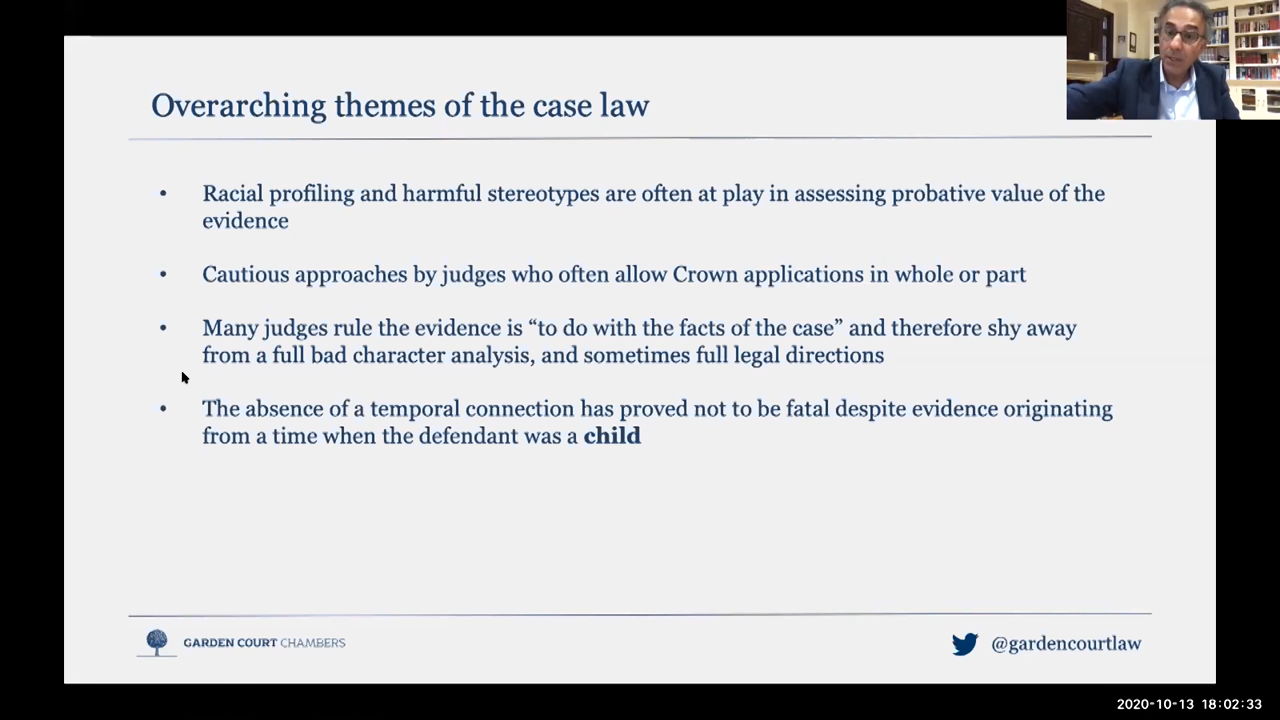 Overarching themes of the case law
• Racial profiling and harmful stereotypes are often at play in assessing probative value of the
evidence
• Cautious approaches by judges who often allow Crown applications in whole or part
• Many judges rule the evidence is “to do with the facts of the case” and therefore shy away
from a full bad character analysis, and sometimes full legal directions
• The absence of a temporal connection has proved not to be fatal despite evidence originating
from a time when the defendant was a child
GARDEN COURT CHAMBERS
@gardencourtlaw
2020-10-13 18:02:33